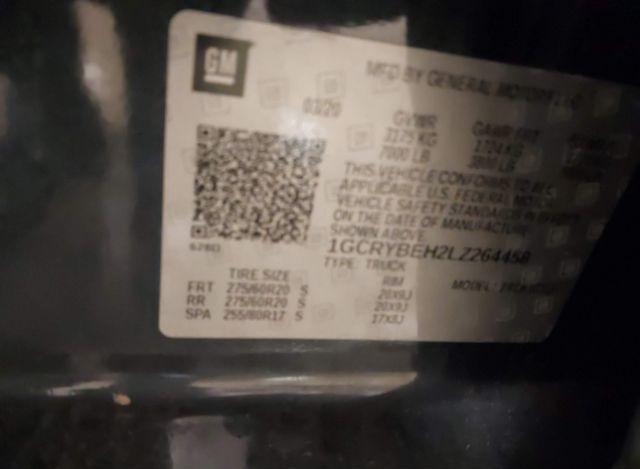 GM
MFD BY GENERAL MOTORS LLC
03/20
GVWR GAWR FRT
3175 KG 1724 KG
7000 LB 3800 LB
THIS VEHICLE CONFORMS TO ALL
APPLICABLE U.S. FEDERAL MOTOR
VEHICLE SAFETY STANDARDS IN EFFECT
ON THE DATE OF MANUFACTURE
SHOWN ABOVE.
1GCRYBEH2LZ264458
TYPE: TRUCK MODEL:
TIRE SIZE RIM
FRT 275/60R20 S 20X9J
RR 275/60R20 S 20X9J
SPA 255/80R17 S 17X8J